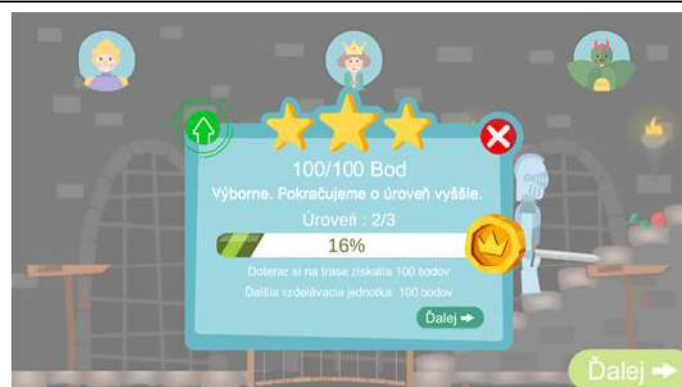 100/100 Bod
Výborne. Pokračujeme o úroveň vyššie.
Úroveň : 2/3
16%
Doteraz si na trase získal/a 100 bodov
Ďalšia vzdelávacia jednotka: 100 bodov
Ďalej
Ďalej